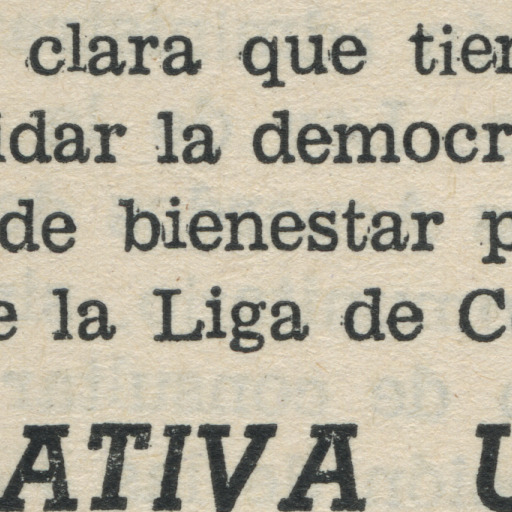 clara que tien
idar la democr
de bienestar p
e la Liga de C
ATIVA U